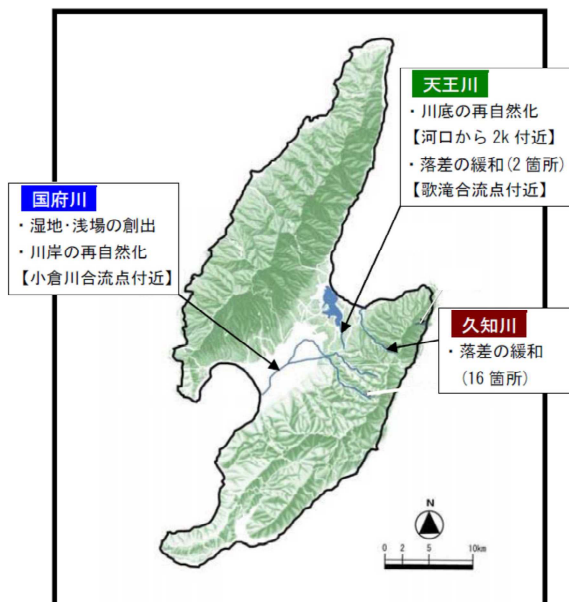 天王川
・川底の再自然化
【河口から 2k 付近】
・落差の緩和(2 箇所)
【歌滝合流点付近】
国府川
・湿地･浅場の創出
・川岸の再自然化
【小倉川合流点付近】
久知川
・落差の緩和
(16 箇所)
N
0 2 5 10km